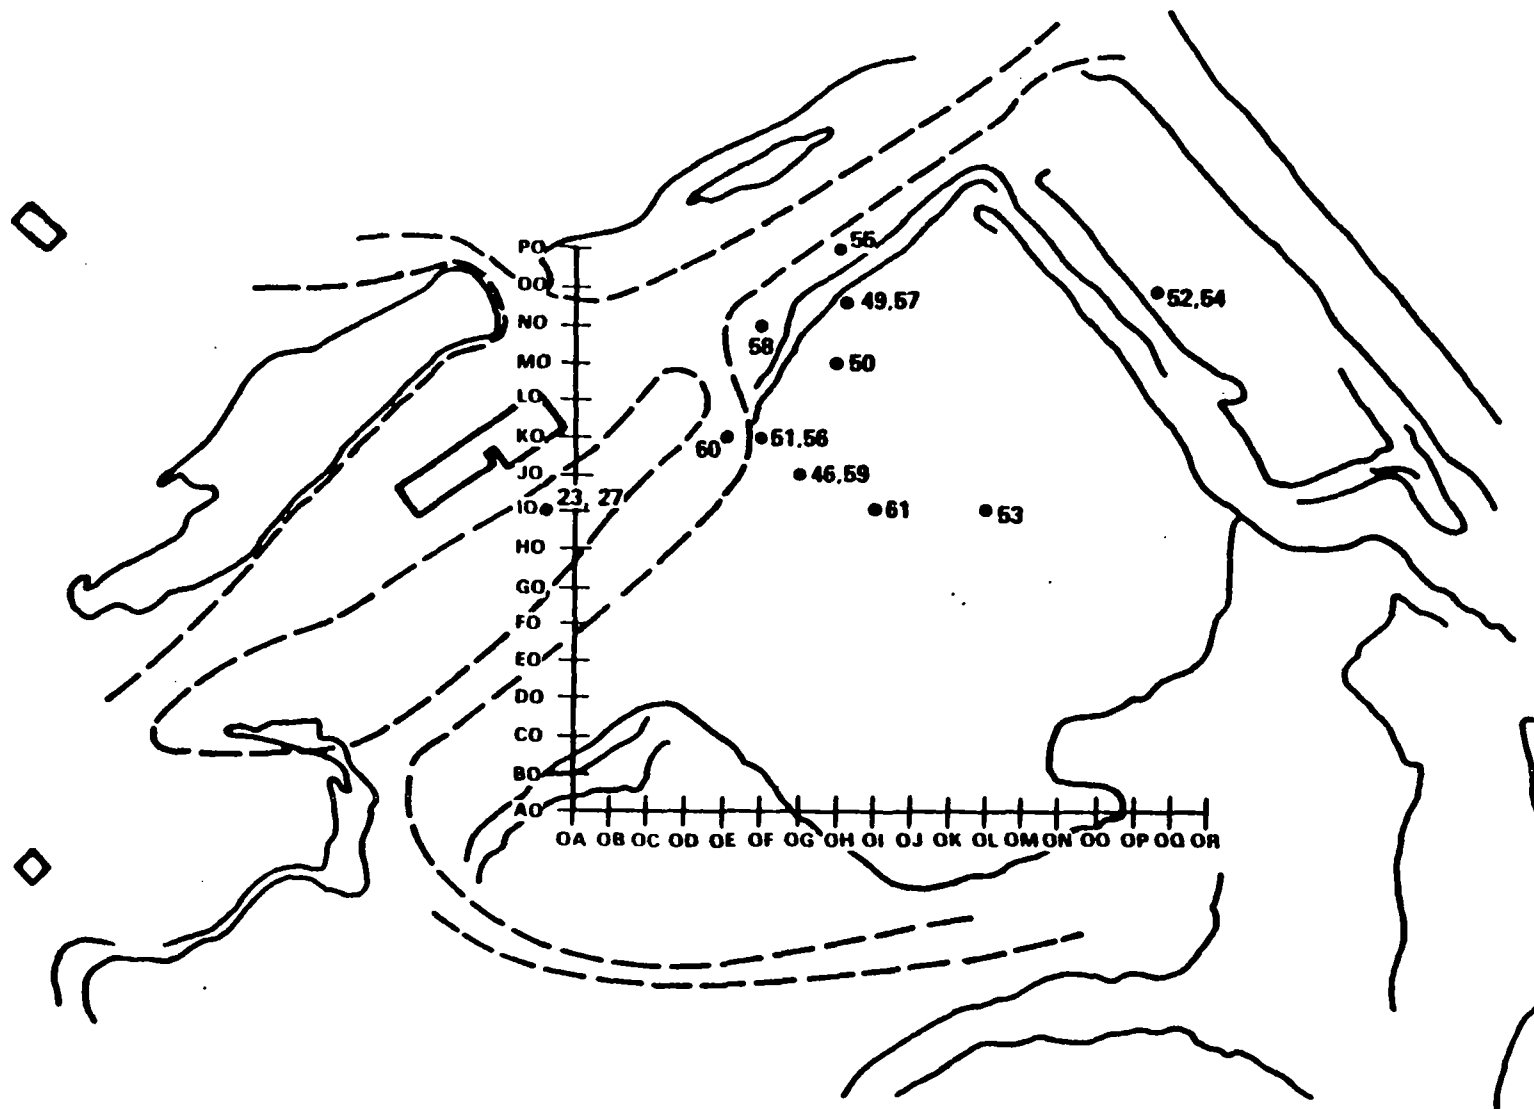 PO
OO
NO
MO
LO
KO
JO
IO
HO
GO
FO
EO
DO
CO
BO
AO
OA OB OC OD OE OF OG OH OI OJ OK OL OM ON OO OP OQ OR
55
49,57
52,54
58
50
60
51,56
46,59
23, 27
61
53